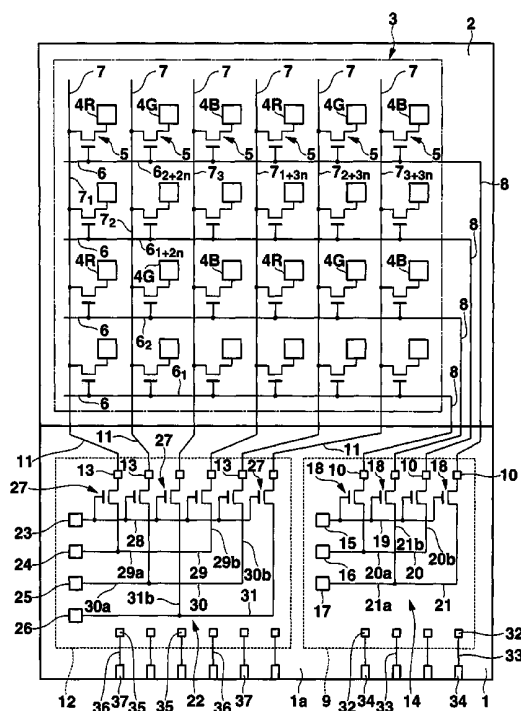 3 2
7 7 7 7 7 7
4R 4G 4B 4R 4G 4B
5 5 5 5 5 5
6 6₂₊₂ₙ 7₃ 7₁₊₃ₙ 7₂₊₃ₙ 7₃₊₃ₙ 8
7₁
7₂
6 6₁₊₂ₙ 8
4R 4G 4B 4R 4G 4B
8
6 6₂
6 6₁ 8
11 11 27 11
13 13 13 10 10 10
27 27 27 18 18 18
23 28 15 19 21b 20b
24 29a 29 29b 16 20a 20
25 30a 31b 30 30b 17 21a 21
26 31
32
33
12 36 37 35 35 22 36 37 1a 9 32 34 33 14 34 1